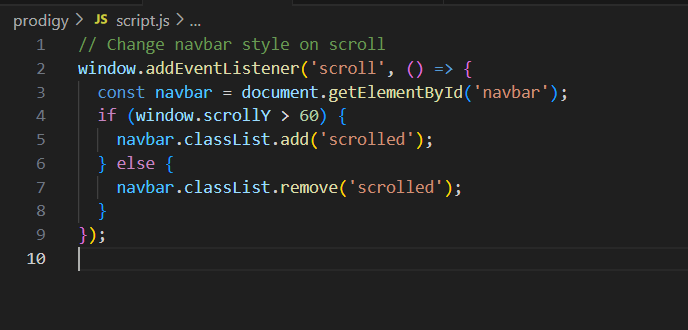 prodigy > JS script.js > ...
1 // Change navbar style on scroll
2 window.addEventListener('scroll', () => {
3   const navbar = document.getElementById('navbar');
4   if (window.scrollY > 60) {
5     navbar.classList.add('scrolled');
6   } else {
7     navbar.classList.remove('scrolled');
8   }
9 });
10